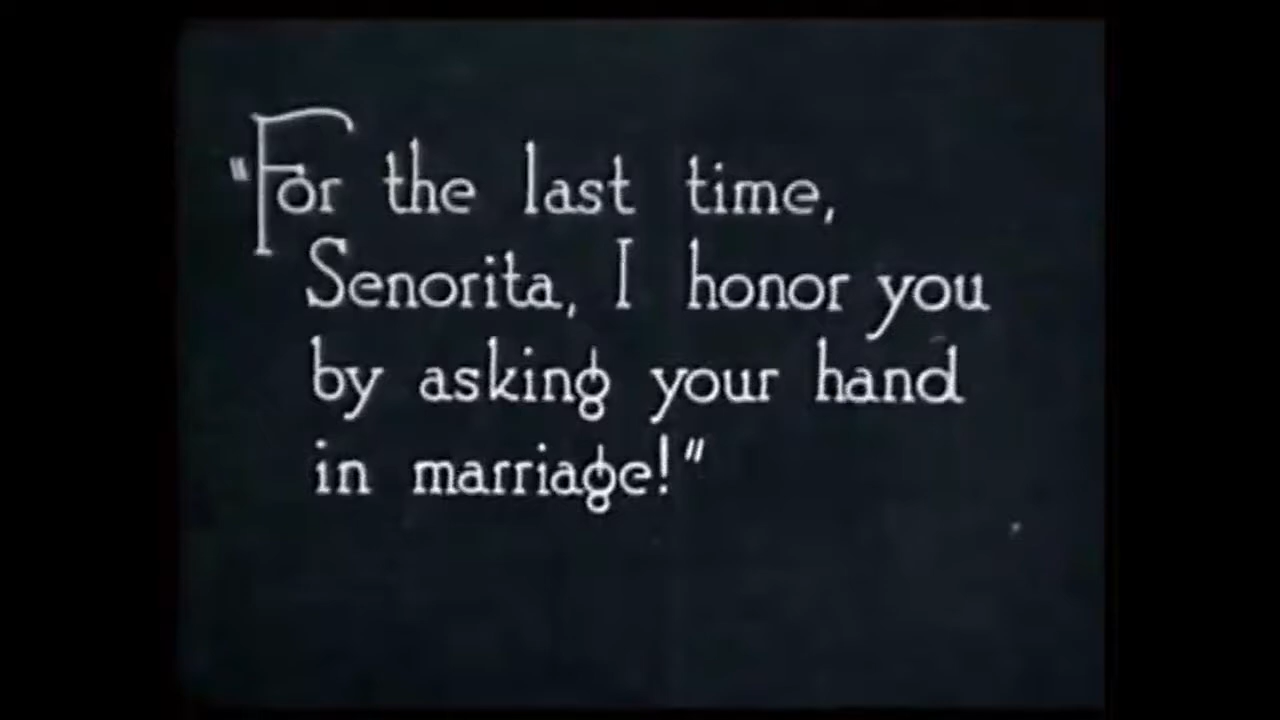 "For the last time,
Senorita, I honor you
by asking your hand
in marriage!"